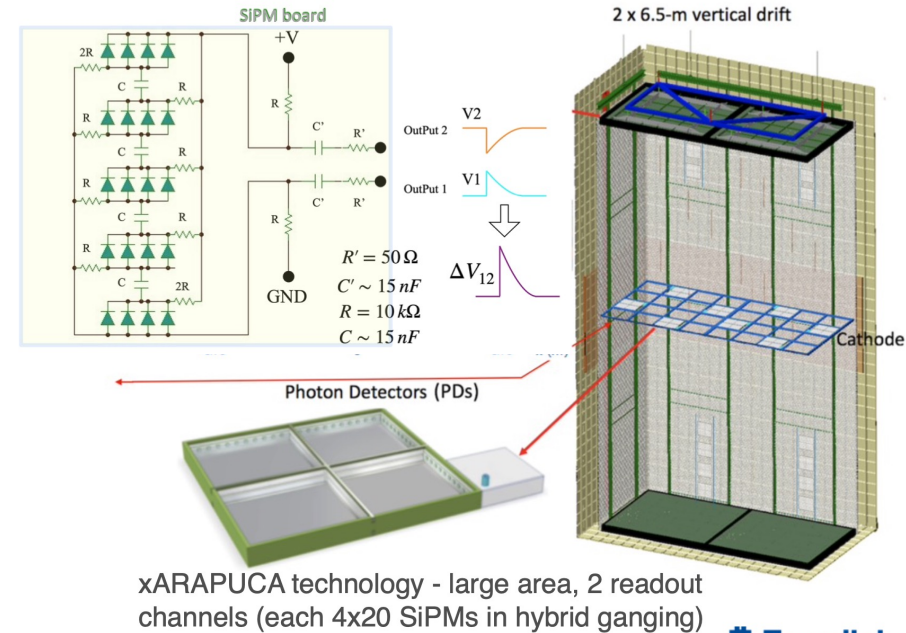 SiPM board
2 x 6.5-m vertical drift
+V
2R
C
R
R
R
C
R
C'
R'
V2
OutPut 2
R
C
R
V1
OutPut 1
C'
R'
R
R
C
2R
R' = 50 Ω
ΔV12
C' ~ 15 nF
GND
R = 10 kΩ
C ~ 15 nF
Cathode
Photon Detectors (PDs)
xARAPUCA technology - large area, 2 readout
channels (each 4x20 SiPMs in hybrid ganging)